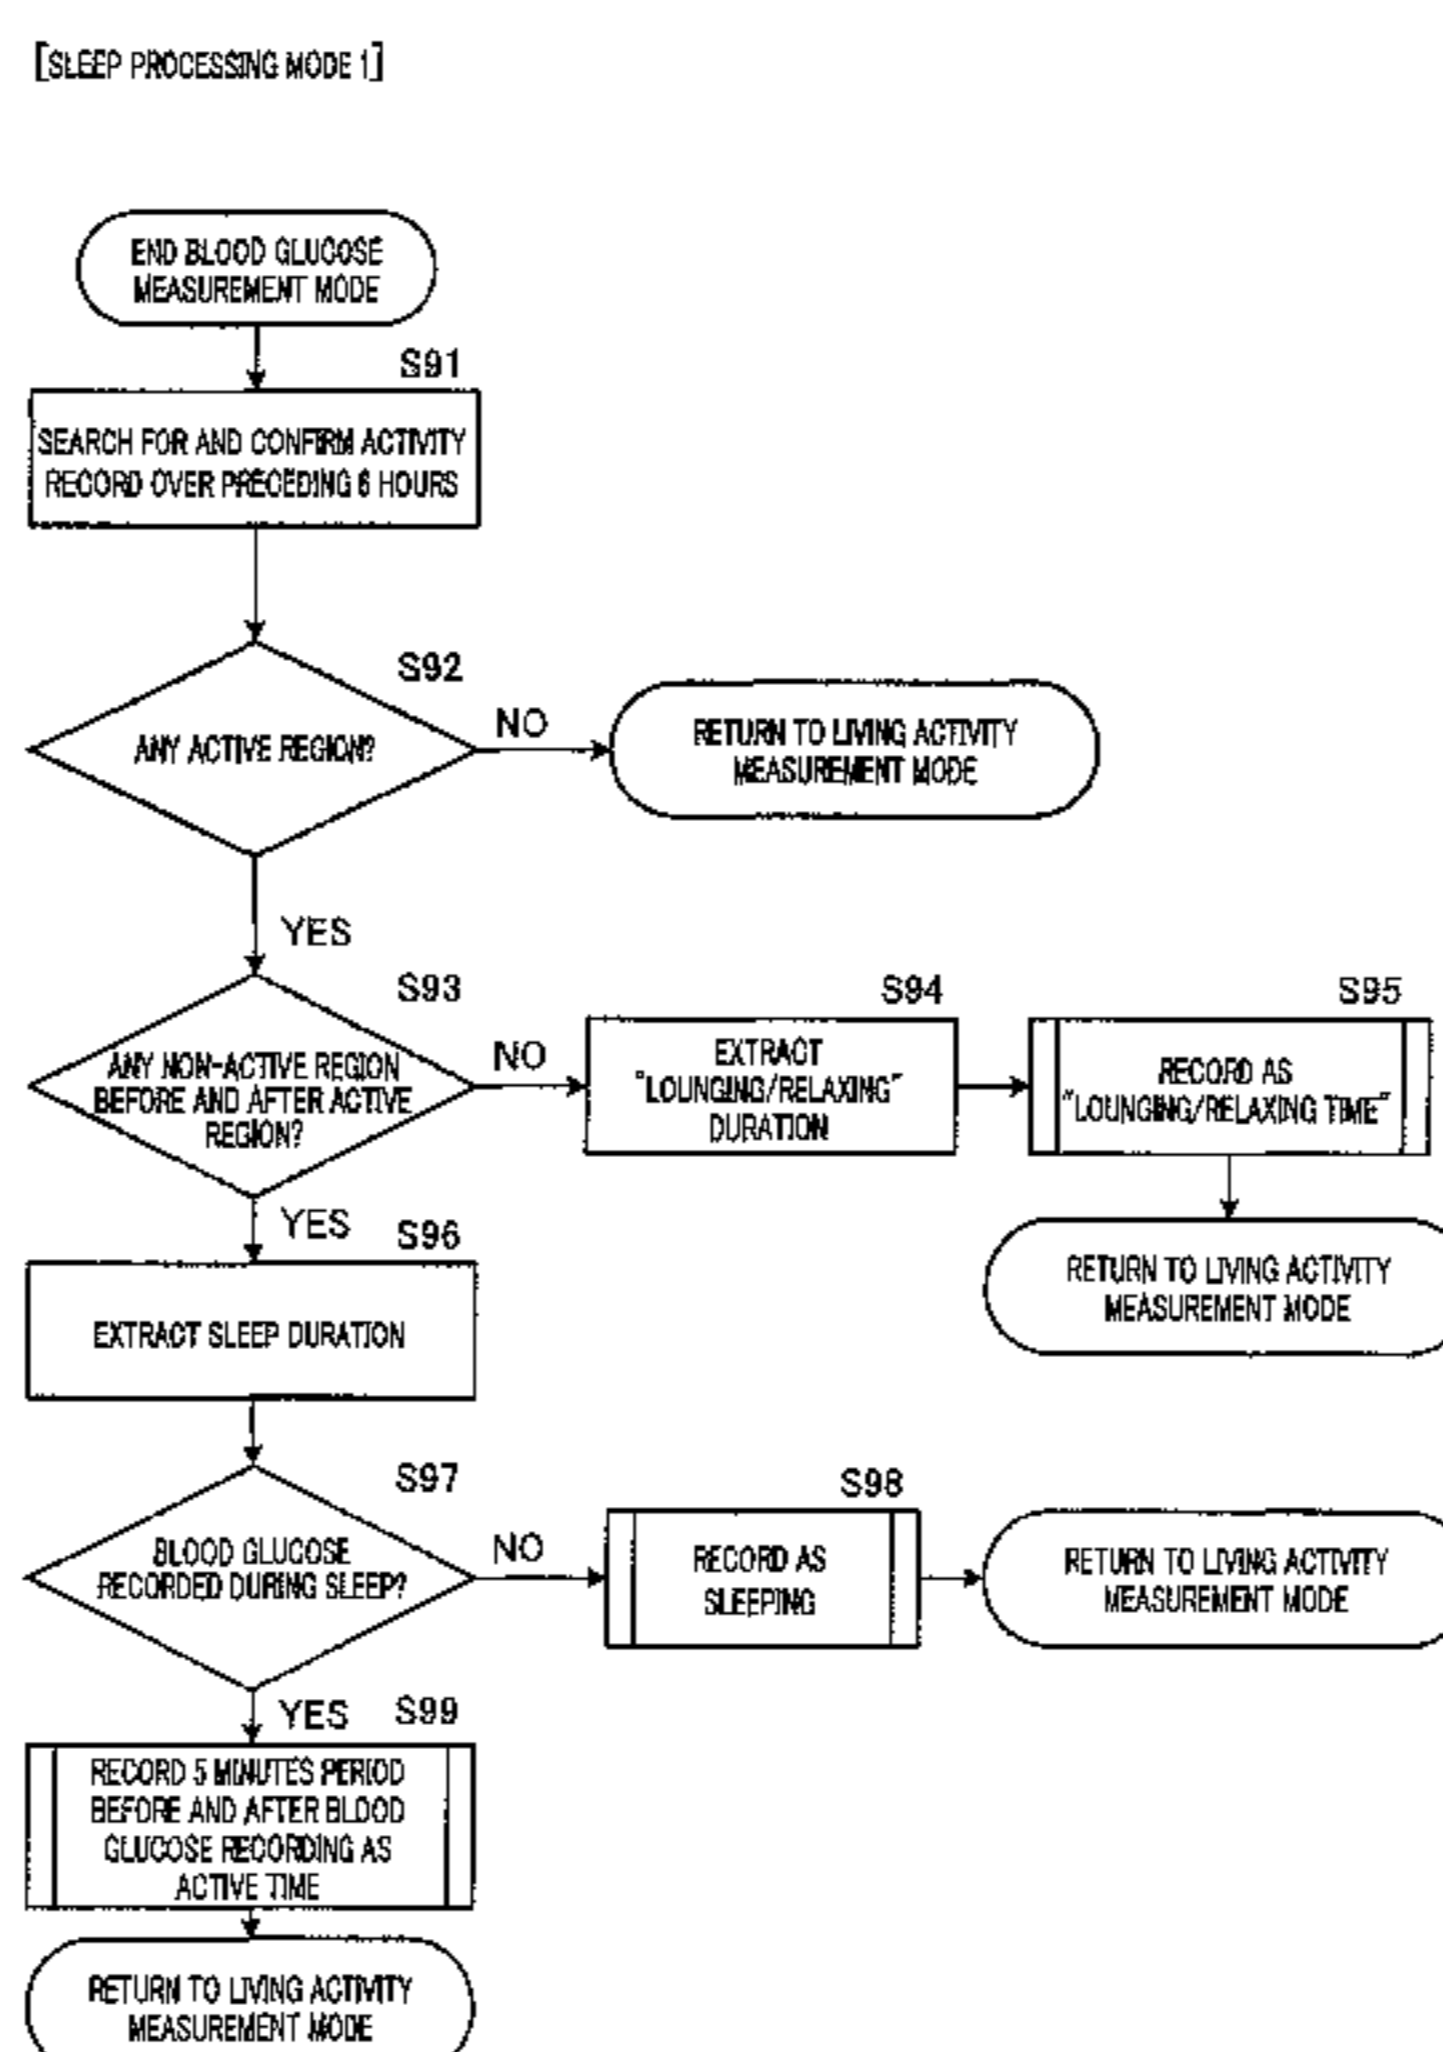 [SLEEP PROCESSING MODE 1]
END BLOOD GLUCOSE
MEASUREMENT MODE
S91
SEARCH FOR AND CONFIRM ACTIVITY
RECORD OVER PRECEDING 6 HOURS
S92
ANY ACTIVE REGION?
NO
RETURN TO LIVING ACTIVITY
MEASUREMENT MODE
YES
S93
ANY NON-ACTIVE REGION
BEFORE AND AFTER ACTIVE
REGION?
NO
S94
EXTRACT
"LOUNGING/RELAXING"
DURATION
S95
RECORD AS
"LOUNGING/RELAXING TIME"
RETURN TO LIVING ACTIVITY
MEASUREMENT MODE
YES
S96
EXTRACT SLEEP DURATION
S97
BLOOD GLUCOSE
RECORDED DURING SLEEP?
NO
S98
RECORD AS
SLEEPING
RETURN TO LIVING ACTIVITY
MEASUREMENT MODE
YES
S99
RECORD 5 MINUTES PERIOD
BEFORE AND AFTER BLOOD
GLUCOSE RECORDING AS
ACTIVE TIME
RETURN TO LIVING ACTIVITY
MEASUREMENT MODE